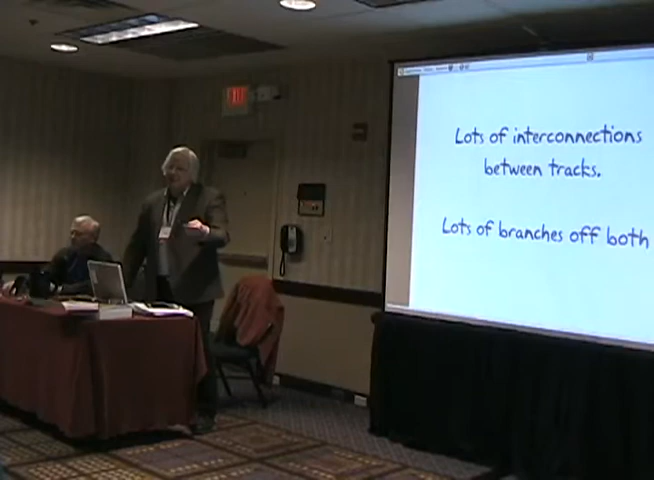 Lots of interconnections
between tracks.
Lots of branches off both